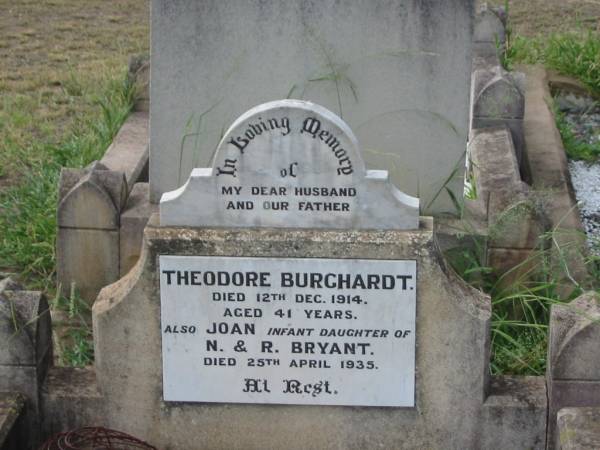 In Loving Memory
of
MY DEAR HUSBAND
AND OUR FATHER
THEODORE BURGHARDT.
DIED 12TH DEC. 1914.
AGED 41 YEARS.
ALSO JOAN INFANT DAUGHTER OF
N. & R. BRYANT.
DIED 25TH APRIL 1935.
At Rest.